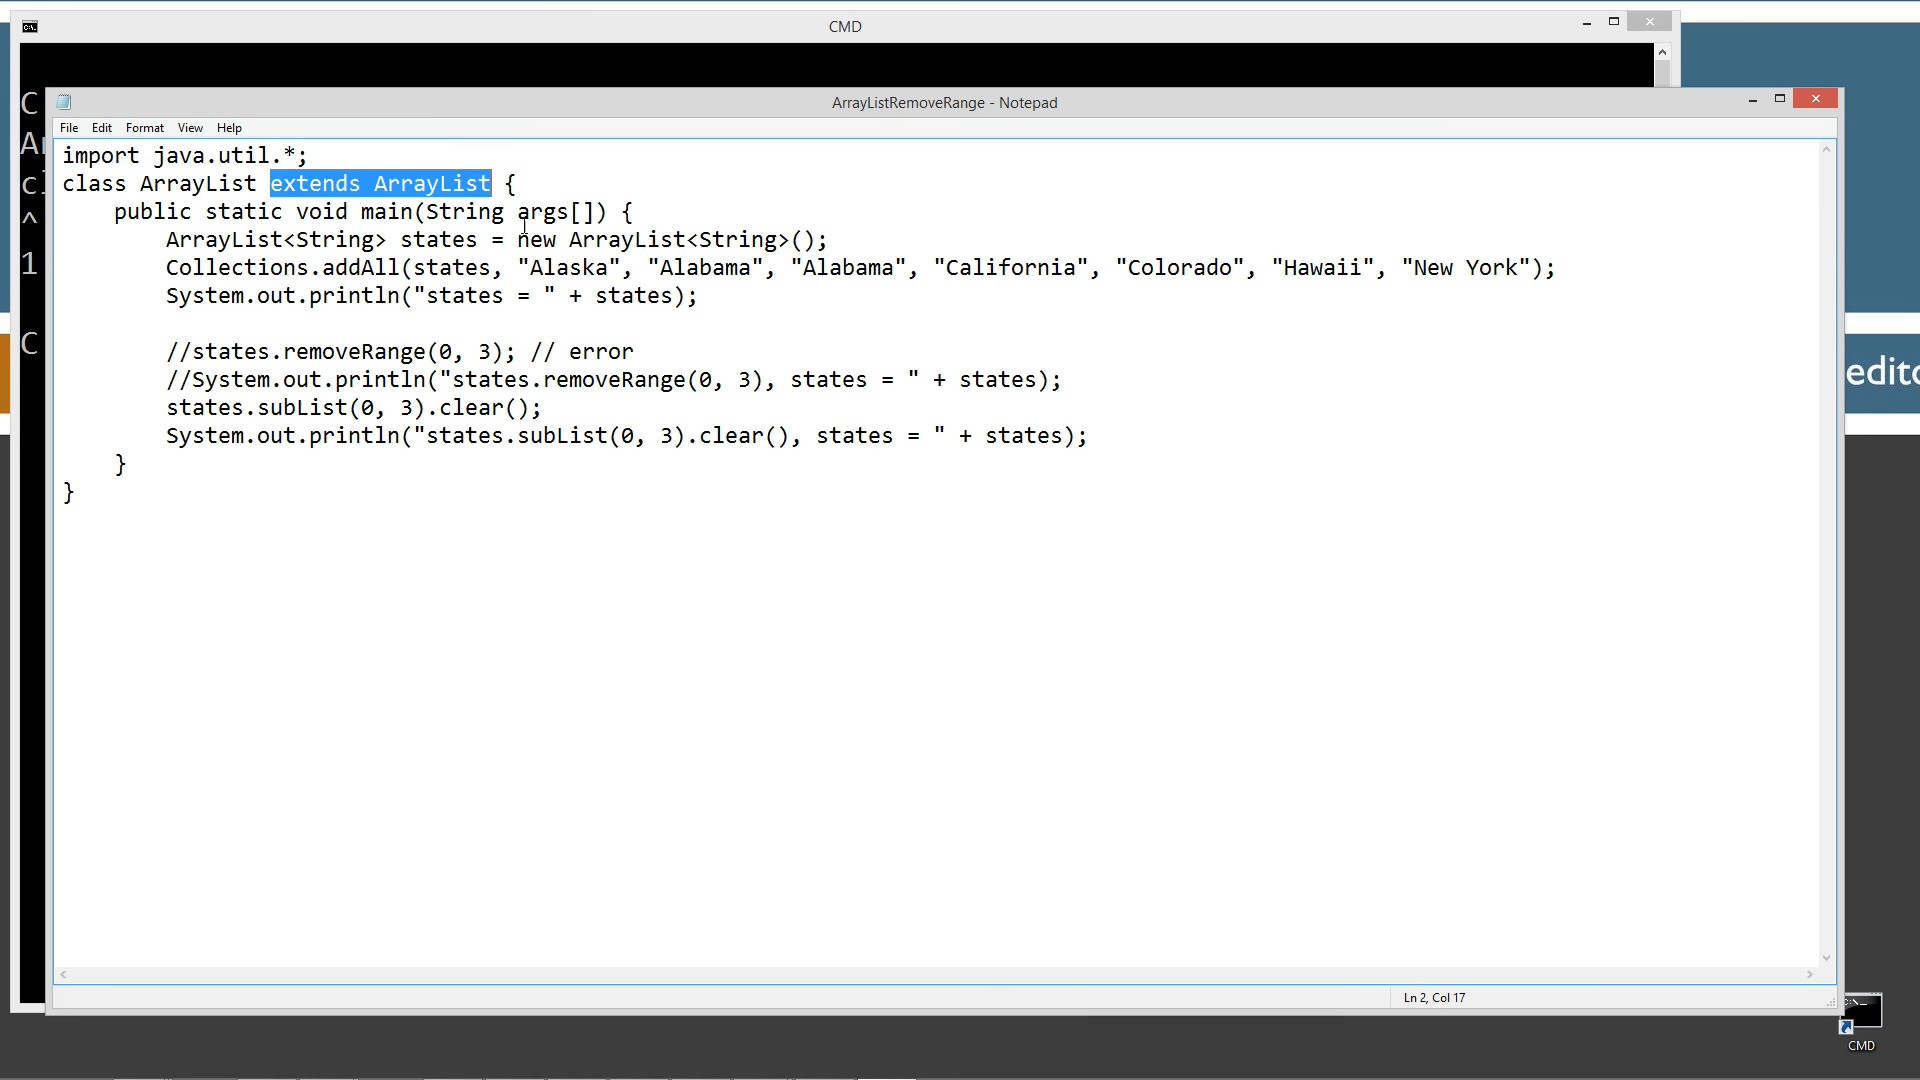 CMD
ArrayListRemoveRange - Notepad
File Edit Format View Help
import java.util.*;
class ArrayList extends ArrayList {
public static void main(String args[]) {
ArrayList<String> states = new ArrayList<String>();
Collections.addAll(states, "Alaska", "Alabama", "Alabama", "California", "Colorado", "Hawaii", "New York");
System.out.println("states = " + states);
//states.removeRange(0, 3); // error
//System.out.println("states.removeRange(0, 3), states = " + states);
states.subList(0, 3).clear();
System.out.println("states.subList(0, 3).clear(), states = " + states);
}
}
C
A
c
^
1
C
Ln 2, Col 17
CMD